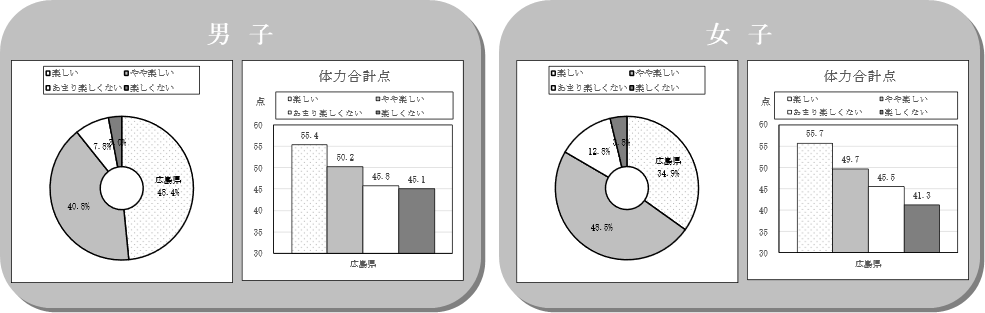 男 子
楽しい やや楽しい
あまり楽しくない 楽しくない
7.8%
広島県
48.4%
40.8%
体力合計点
点
楽しい やや楽しい
あまり楽しくない 楽しくない
60
55
50
45
40
35
30
55.4
50.2
45.8
45.1
広島県
女 子
楽しい やや楽しい
あまり楽しくない 楽しくない
12.8%
広島県
34.9%
48.5%
体力合計点
点
楽しい やや楽しい
あまり楽しくない 楽しくない
60
55
50
45
40
35
30
55.7
49.7
45.5
41.3
広島県